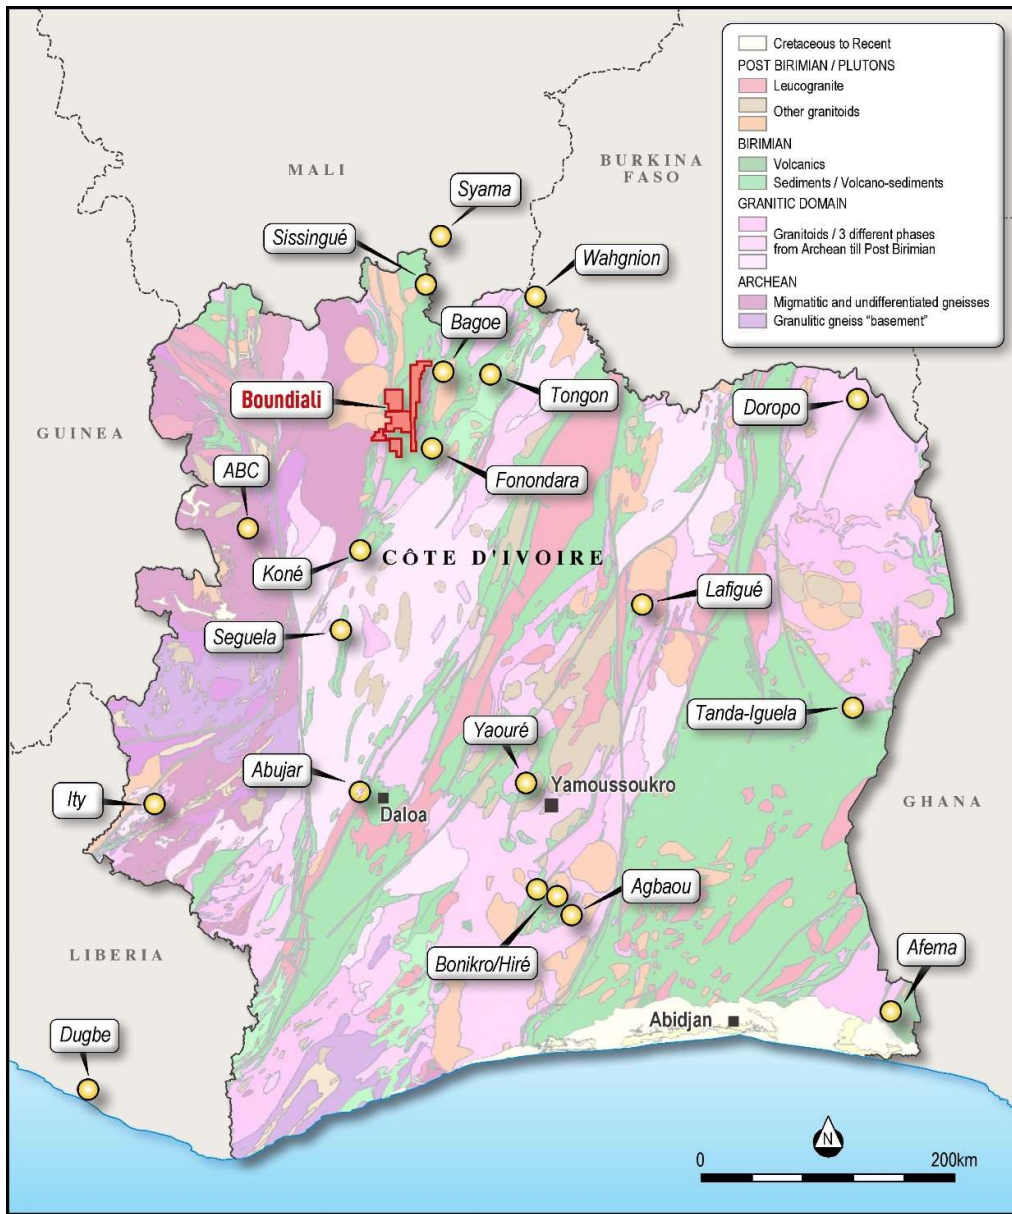 Cretaceous to Recent
POST BIRIMIAN / PLUTONS
Leucogranite
Other granitoids
BIRIMIAN
Volcanics
Sediments / Volcano-sediments
GRANITIC DOMAIN
Granitoids / 3 different phases
from Archean till Post Birimian
ARCHEAN
Migmatitic and undifferentiated gneisses
Granulitic gneiss “basement”
MALI
BURKINA
FASO
Syama
Sissingué
Wahgnion
Bagoe
Boundiali
Tongon
Doropo
GUINEA
ABC
Fonondara
CÔTE D'IVOIRE
Koné
Lafigué
Seguela
Tanda-Iguela
Yaouré
Abujar
Yamoussoukro
Ity
Daloa
GHANA
Agbaou
LIBERIA
Bonikro/Hiré
Afema
Abidjan
Dugbe
N
0
200km